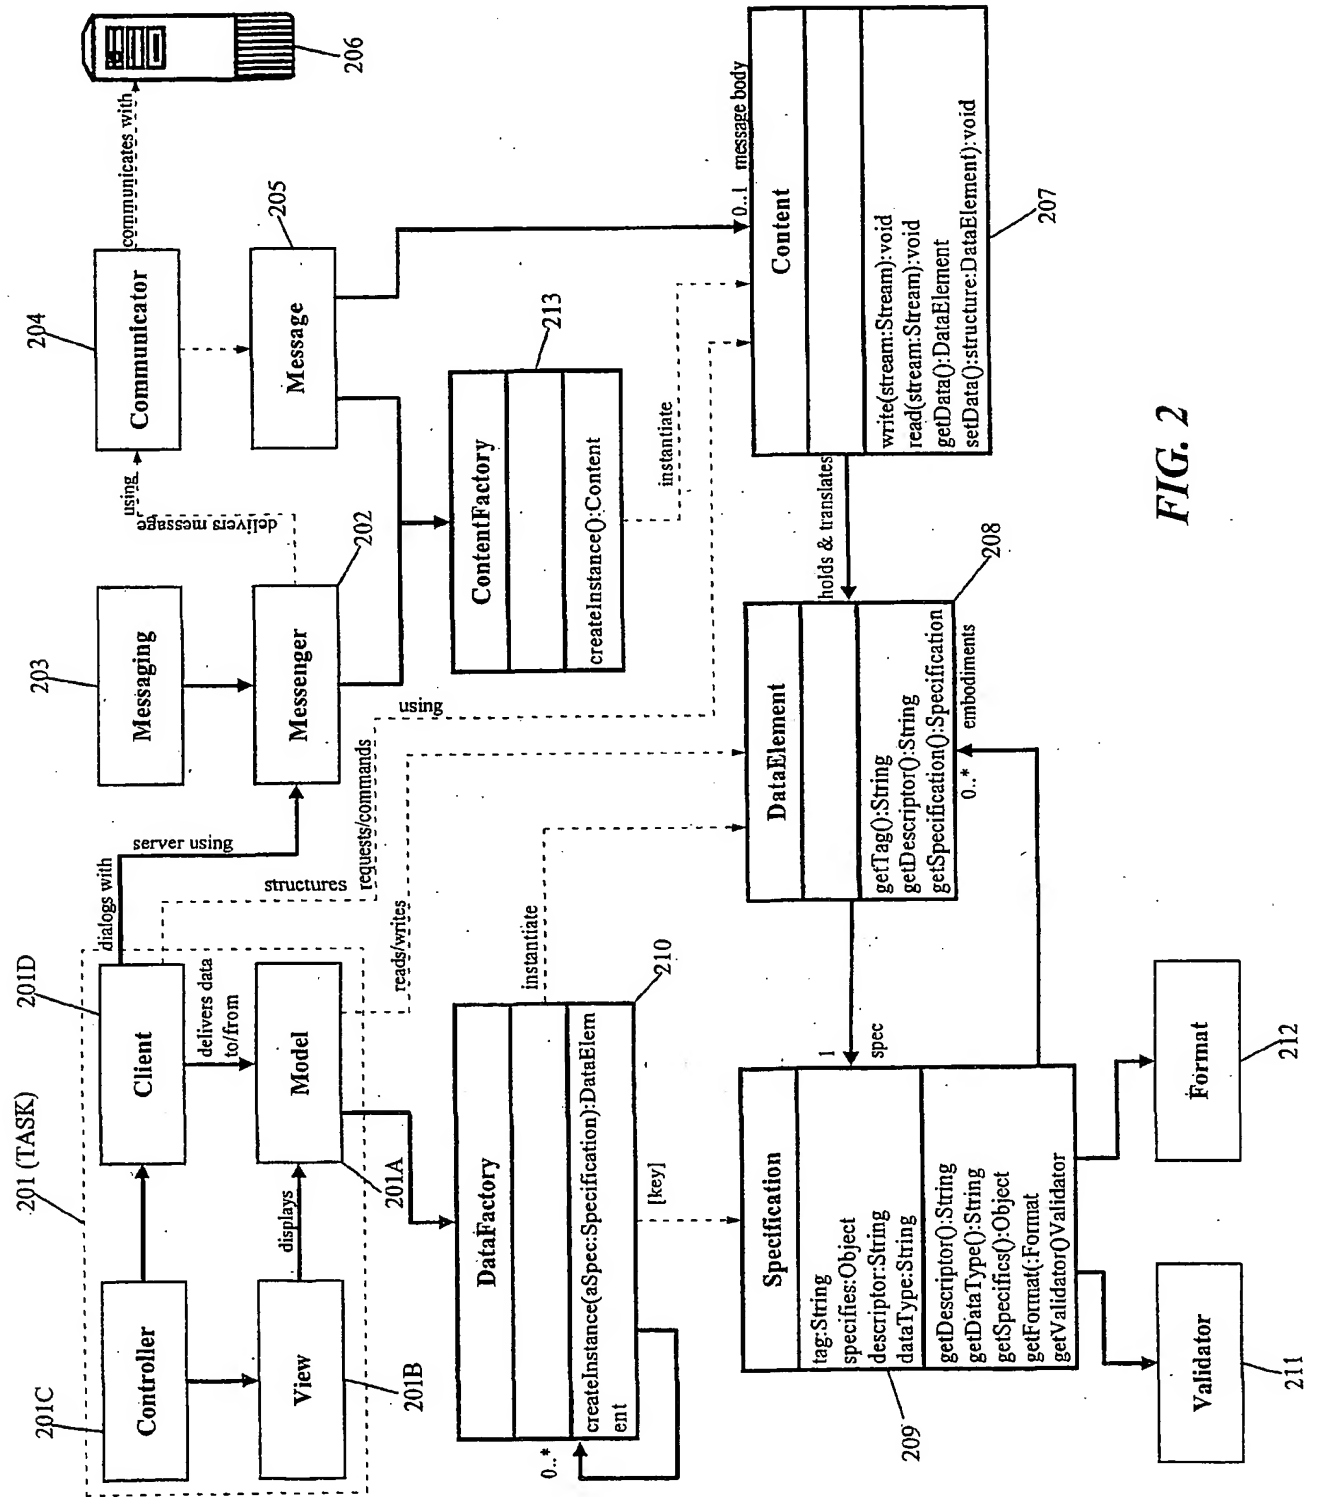 201 (TASK)
201C
Controller
201D
Client
dialogs with
server using
203
Messaging
204
Communicator
communicates with
206
delivers message
using
delivers data
to/from
structures
requests/commands
using
View
201B
displays
Model
201A
reads/writes
Messenger
202
Message
205
DataFactory
createInstance(aSpec:Specification):DataElem
ent
0..*
210
instantiate
[key]
ContentFactory
createInstance():Content
213
instantiate
Specification
tag:String
specifies:Object
descriptor:String
dataType:String
getDescriptor():String
getDataType():String
getSpecifics():Object
getFormat(:Format
getValidator()Validator
209
1
spec
DataElement
getTag():String
getDescriptor():String
getSpecification():Specification
208
0..*
embodiments
holds & translates
0..1 message body
Content
write(stream:Stream):void
read(stream:Stream):void
getData():DataElement
setData():structure:DataElement):void
207
Validator
211
Format
212
FIG. 2